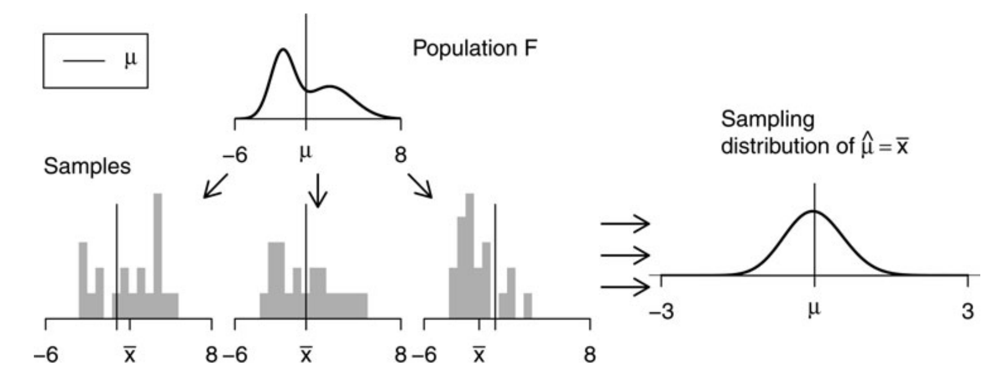 μ
Population F
−6 μ 8
Samples
Sampling
distribution of μ̂ = x̄
−6 x̄ 8
−6 x̄ 8
−6 x̄ 8
−3 μ 3